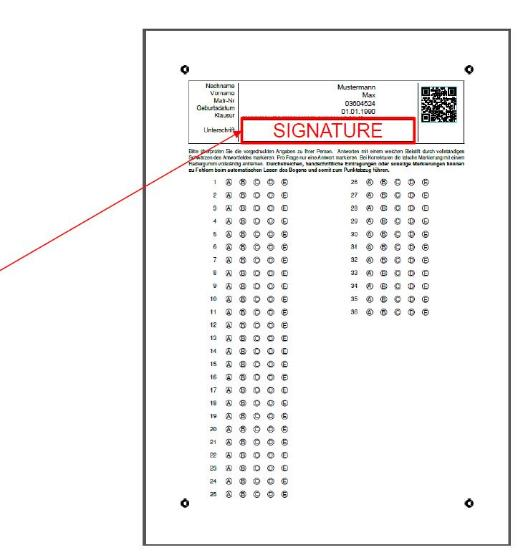 Nachname Mustermann
Vorname Max
Matr-Nr 03604524
Geburtsdatum 01.01.1990
Klausur
Unterschrift SIGNATURE
Bitte überprüfen Sie die vorgedruckten Angaben zu Ihrer Person. Antworten mit einem weichen Bleistift durch vollständiges
Schwärzen des Antwortfeldes markieren. Pro Frage nur eine Antwort markieren. Bei Korrekturen die falsche Markierung mit einem
Radiergummi vollständig entfernen. Durchstreichen, handschriftliche Eintragungen oder sonstige Markierungen können
zu Fehlern beim automatischen Lesen des Bogens und somit zum Punktabzug führen.
1 A B C D E 26 A B C D E
2 A B C D E 27 A B C D E
3 A B C D E 28 A B C D E
4 A B C D E 29 A B C D E
5 A B C D E 30 A B C D E
6 A B C D E 31 A B C D E
7 A B C D E 32 A B C D E
8 A B C D E 33 A B C D E
9 A B C D E 34 A B C D E
10 A B C D E 35 A B C D E
11 A B C D E 36 A B C D E
12 A B C D E
13 A B C D E
14 A B C D E
15 A B C D E
16 A B C D E
17 A B C D E
18 A B C D E
19 A B C D E
20 A B C D E
21 A B C D E
22 A B C D E
23 A B C D E
24 A B C D E
25 A B C D E